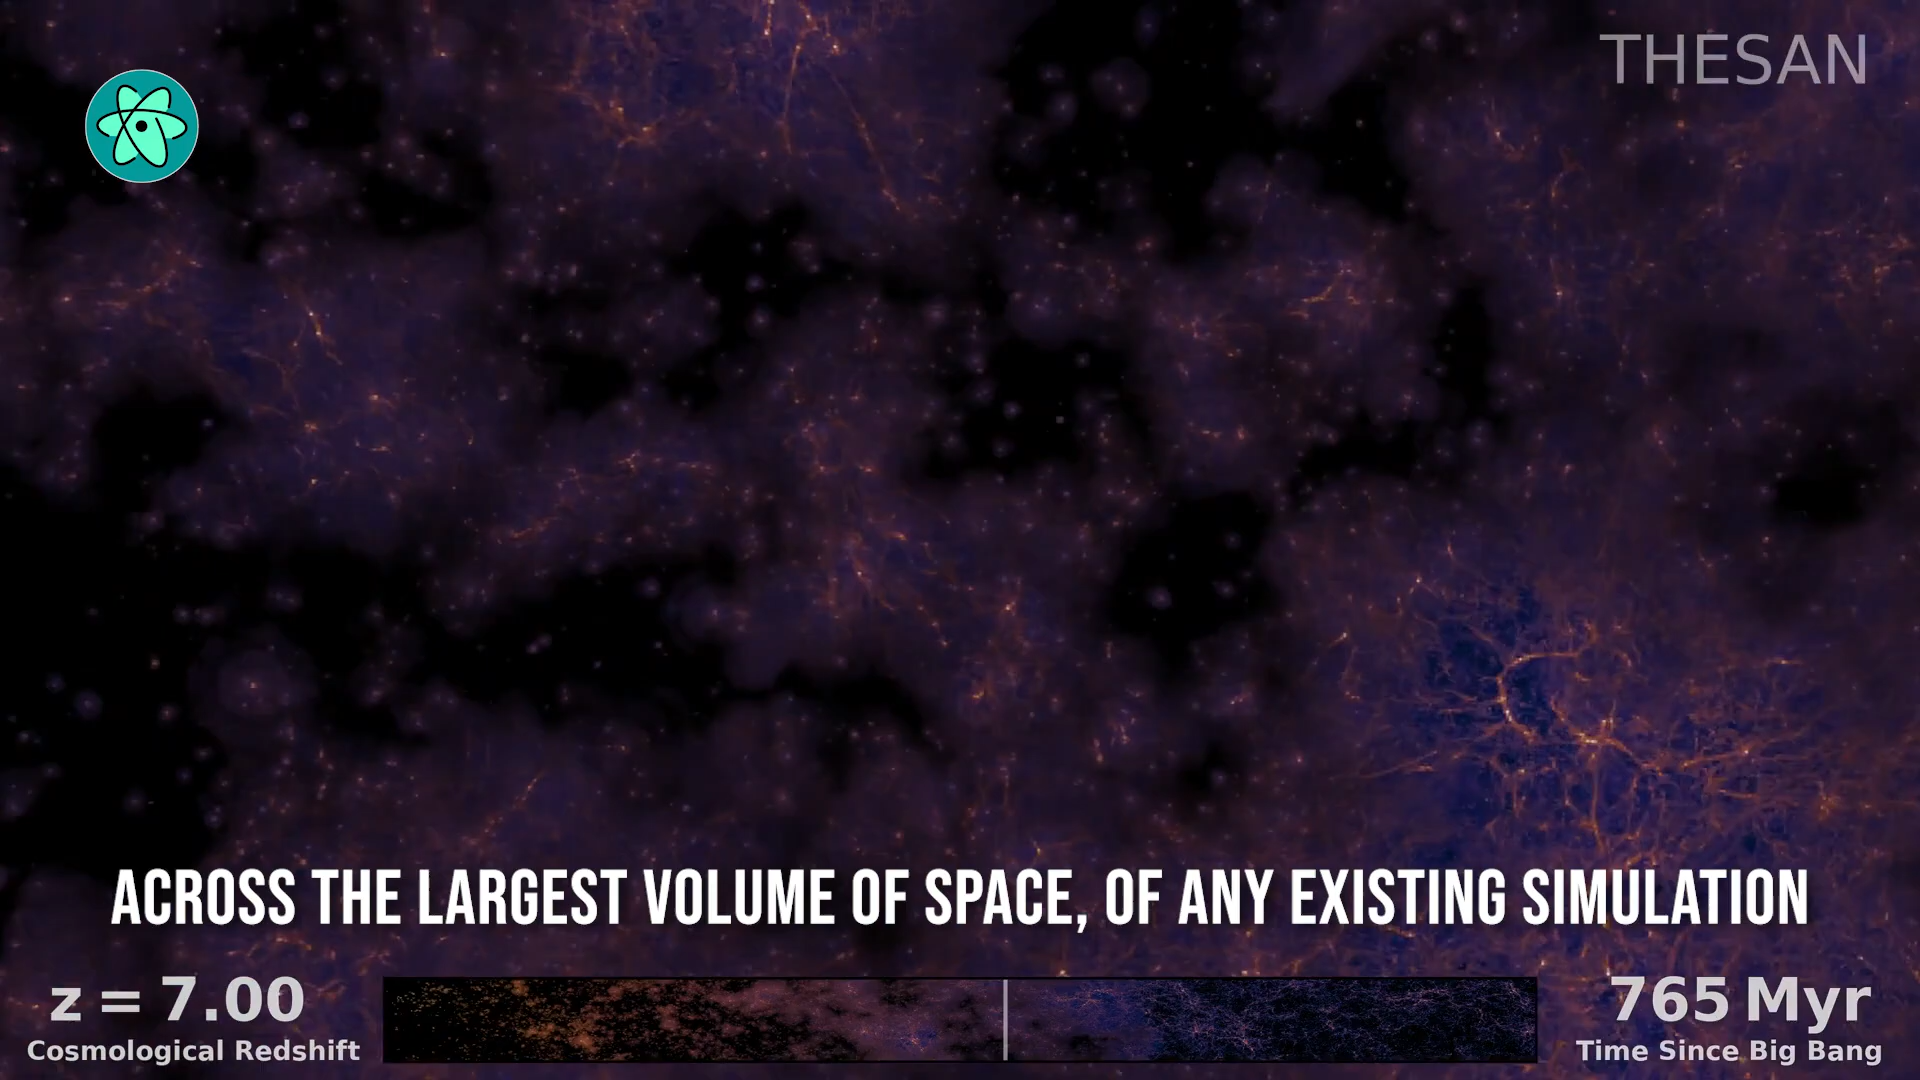 THESAN
ACROSS THE LARGEST VOLUME OF SPACE, OF ANY EXISTING SIMULATION
z = 7.00
Cosmological Redshift
765 Myr
Time Since Big Bang